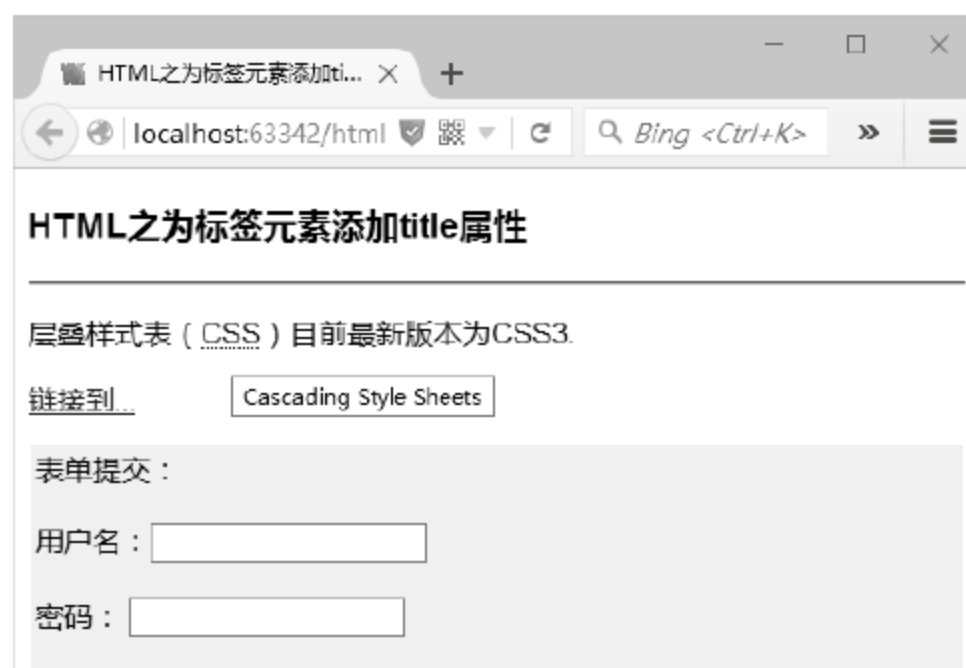 HTML之为标签元素添加ti...
localhost:63342/html Bing <Ctrl+K>
HTML之为标签元素添加title属性
层叠样式表（CSS）目前最新版本为CSS3.
链接到... Cascading Style Sheets
表单提交：
用户名：
密码：